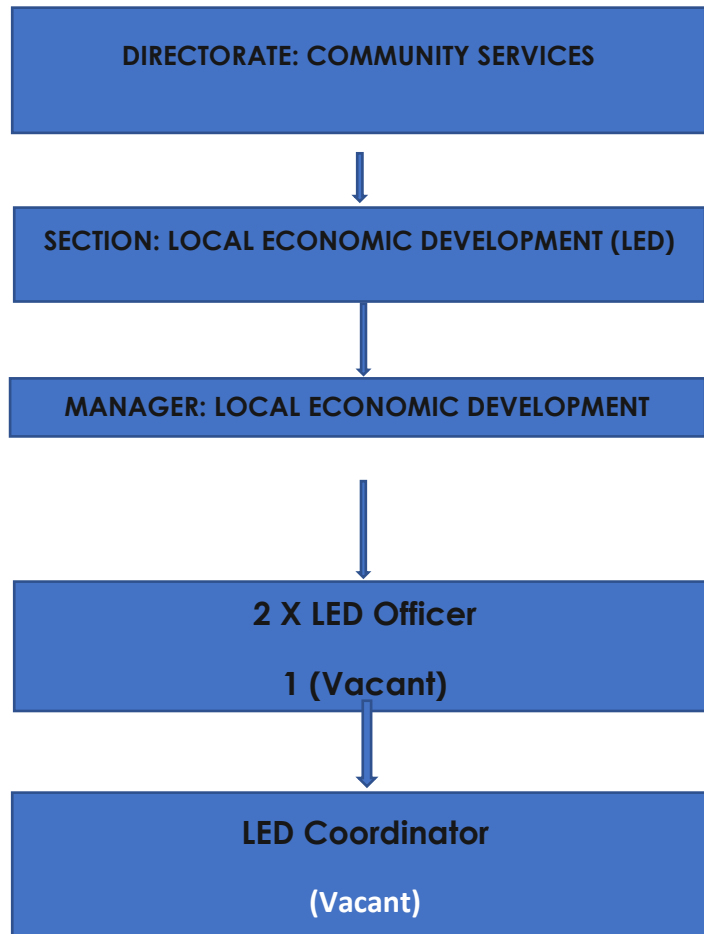 DIRECTORATE: COMMUNITY SERVICES
SECTION: LOCAL ECONOMIC DEVELOPMENT (LED)
MANAGER: LOCAL ECONOMIC DEVELOPMENT
2 X LED Officer
1 (Vacant)
LED Coordinator
(Vacant)